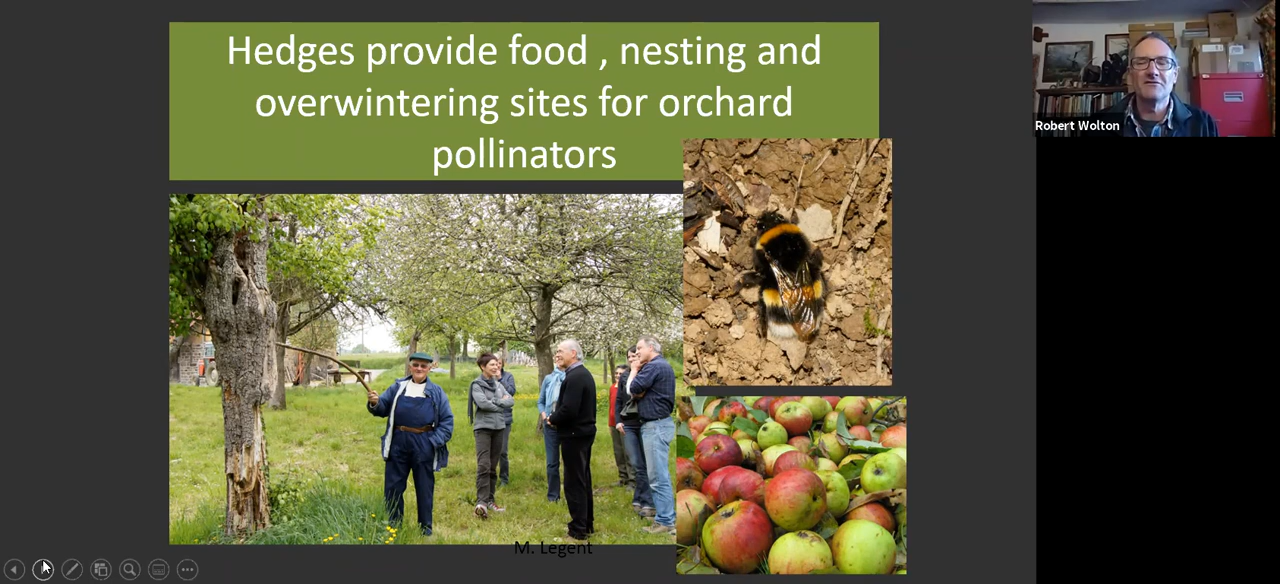 Hedges provide food , nesting and
overwintering sites for orchard
pollinators
Robert Wolton
M. Legent